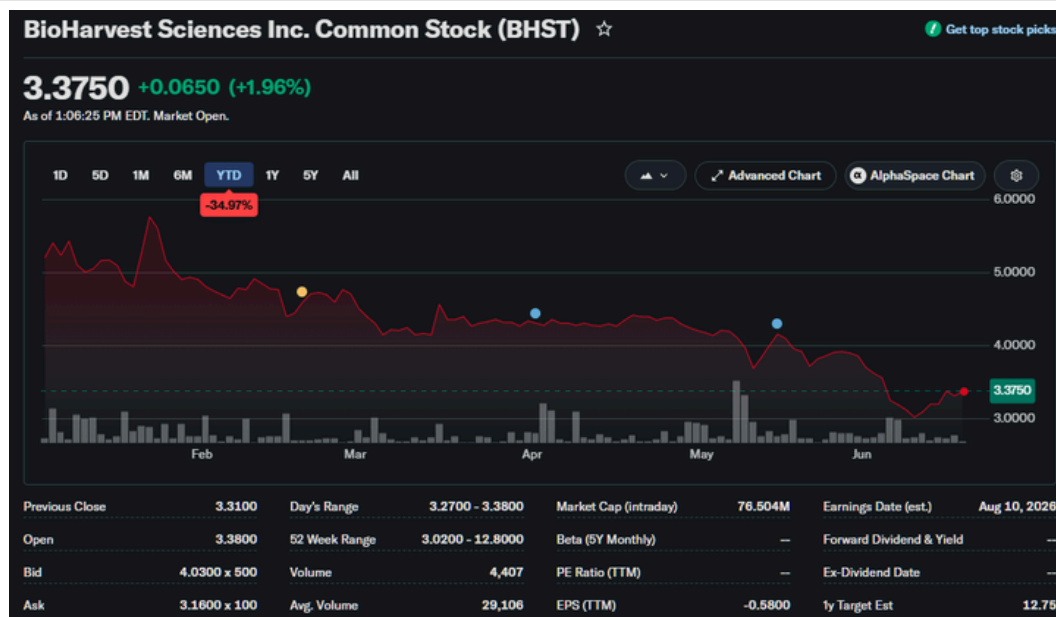 BioHarvest Sciences Inc. Common Stock (BHST) ☆
Get top stock picks
3.3750 +0.0650 (+1.96%)
As of 1:06:25 PM EDT. Market Open.
1D 5D 1M 6M YTD 1Y 5Y All
Advanced Chart
AlphaSpace Chart
-34.97%
6.0000
5.0000
4.0000
3.3750
3.0000
Feb Mar Apr May Jun
Previous Close 3.3100 Day's Range 3.2700 - 3.3800 Market Cap (intraday) 76.504M Earnings Date (est.) Aug 10, 2026
Open 3.3800 52 Week Range 3.0200 - 12.8000 Beta (5Y Monthly) -- Forward Dividend & Yield --
Bid 4.0300 x 500 Volume 4,407 PE Ratio (TTM) -- Ex-Dividend Date --
Ask 3.1600 x 100 Avg. Volume 29,106 EPS (TTM) -0.5800 1y Target Est 12.75